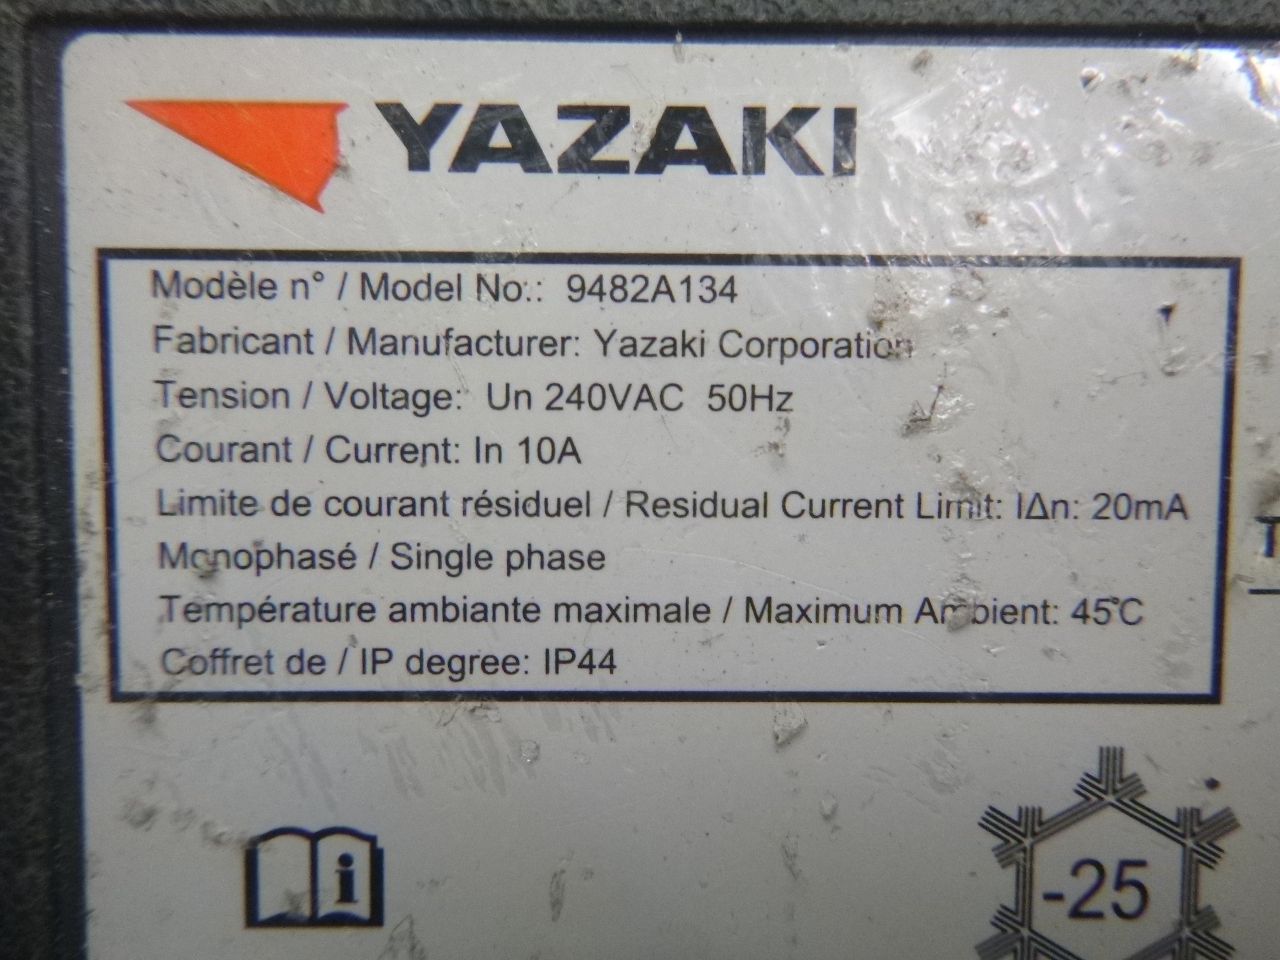 YAZAKI
Modèle n° / Model No.: 9482A134
Fabricant / Manufacturer: Yazaki Corporation
Tension / Voltage: Un 240VAC 50Hz
Courant / Current: In 10A
Limite de courant résiduel / Residual Current Limit: IΔn: 20mA
Monophasé / Single phase
Température ambiante maximale / Maximum Ambient: 45°C
Coffret de / IP degree: IP44
i
-25